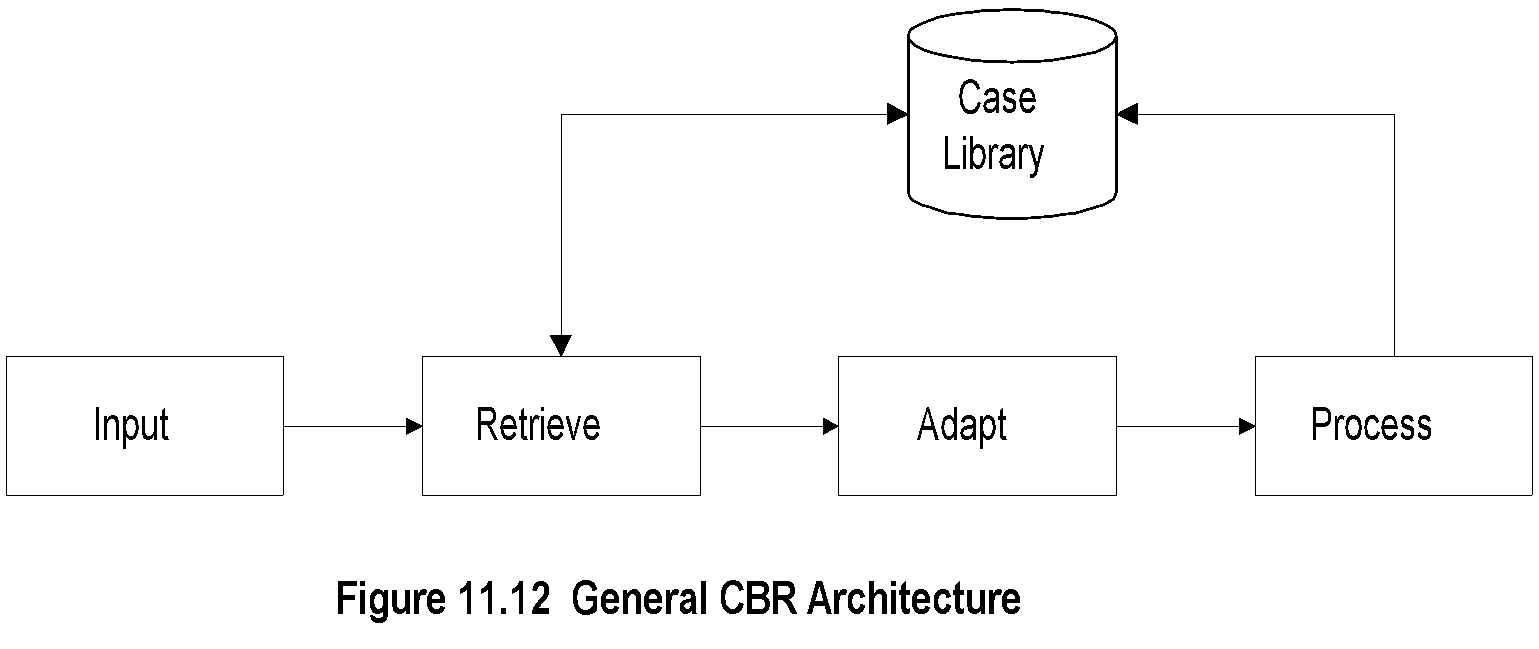 Case
Library
Input
Retrieve
Adapt
Process
Figure 11.12 General CBR Architecture